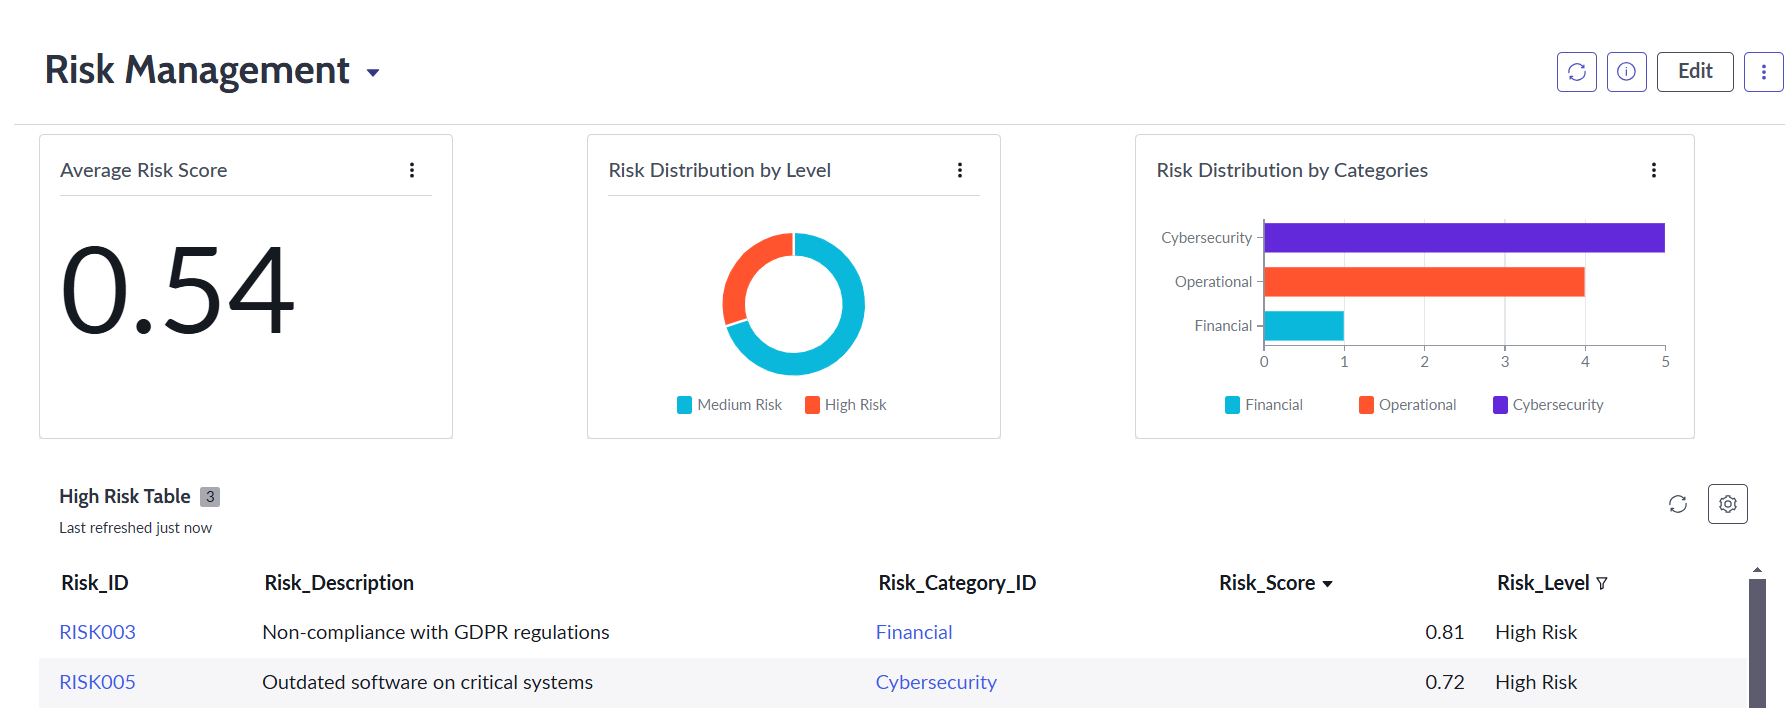 Risk Management
Edit
Average Risk Score
0.54
Risk Distribution by Level
Medium Risk High Risk
Risk Distribution by Categories
Cybersecurity
Operational
Financial
0 1 2 3 4 5
Financial Operational Cybersecurity
High Risk Table 3
Last refreshed just now
Risk_ID Risk_Description Risk_Category_ID Risk_Score Risk_Level
RISK003 Non-compliance with GDPR regulations Financial 0.81 High Risk
RISK005 Outdated software on critical systems Cybersecurity 0.72 High Risk